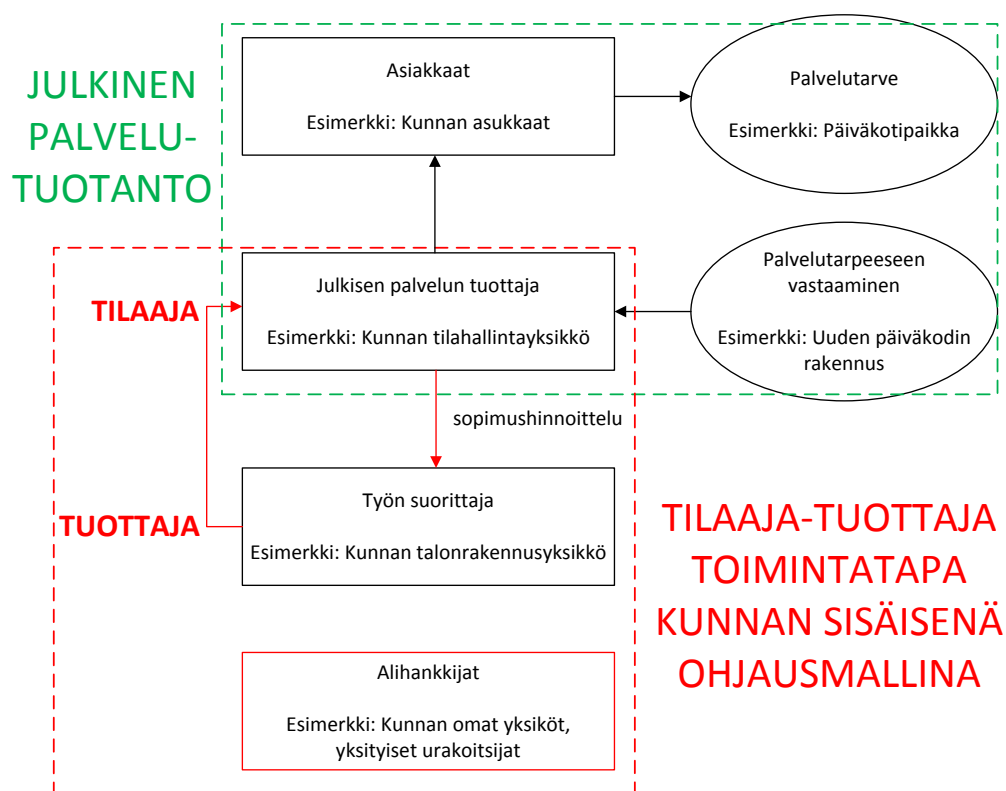 JULKINEN
PALVELU-
TUOTANTO
Asiakkaat
Esimerkki: Kunnan asukkaat
Palvelutarve
Esimerkki: Päiväkotipaikka
TILAAJA
Julkisen palvelun tuottaja
Esimerkki: Kunnan tilahallintayksikkö
Palvelutarpeeseen
vastaaminen
Esimerkki: Uuden päiväkodin
rakennus
sopimushinnoittelu
TUOTTAJA
Työn suorittaja
Esimerkki: Kunnan talonrakennusyksikkö
TILAAJA-TUOTTAJA
TOIMINTATAPA
KUNNAN SISÄISENÄ
OHJAUSMALLINA
Alihankkijat
Esimerkki: Kunnan omat yksiköt,
yksityiset urakoitsijat